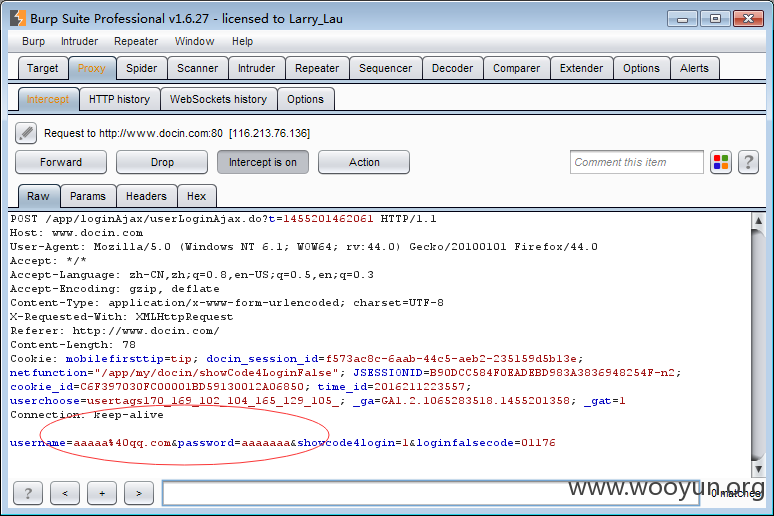 Burp Suite Professional v1.6.27 - licensed to Larry_Lau
Burp Intruder Repeater Window Help
Target Proxy Spider Scanner Intruder Repeater Sequencer Decoder Comparer Extender Options Alerts
Intercept HTTP history WebSockets history Options
Request to http://www.docin.com:80 [116.213.76.136]
Forward Drop Intercept is on Action Comment this item ?
Raw Params Headers Hex
POST /app/loginAjax/userLoginAjax.do?t=1455201462061 HTTP/1.1
Host: www.docin.com
User-Agent: Mozilla/5.0 (Windows NT 6.1; WOW64; rv:44.0) Gecko/20100101 Firefox/44.0
Accept: */*
Accept-Language: zh-CN,zh;q=0.8,en-US;q=0.5,en;q=0.3
Accept-Encoding: gzip, deflate
Content-Type: application/x-www-form-urlencoded; charset=UTF-8
X-Requested-With: XMLHttpRequest
Referer: http://www.docin.com/
Content-Length: 78
Cookie: mobilefirsttip=tip; docin_session_id=f573ac8c-6aab-44c5-aeb2-235159d5b13e;
netfunction="/app/my/docin/showCode4LoginFalse"; JSESSIONID=B90DCC584F0EADEBD983A3836948254F-n2;
cookie_id=C6F397030FC00001BD59130012A06850; time_id=2016211223557;
userchoose=usertags170_169_102_104_165_129_105_; _ga=GA1.2.1065283518.1455201358; _gat=1
Connection: keep-alive
username=aaaaa%40qq.com&password=aaaaaaa&showcode4login=1&loginfalsecode=01176
? < + > 0 matches
www.wooyun.org